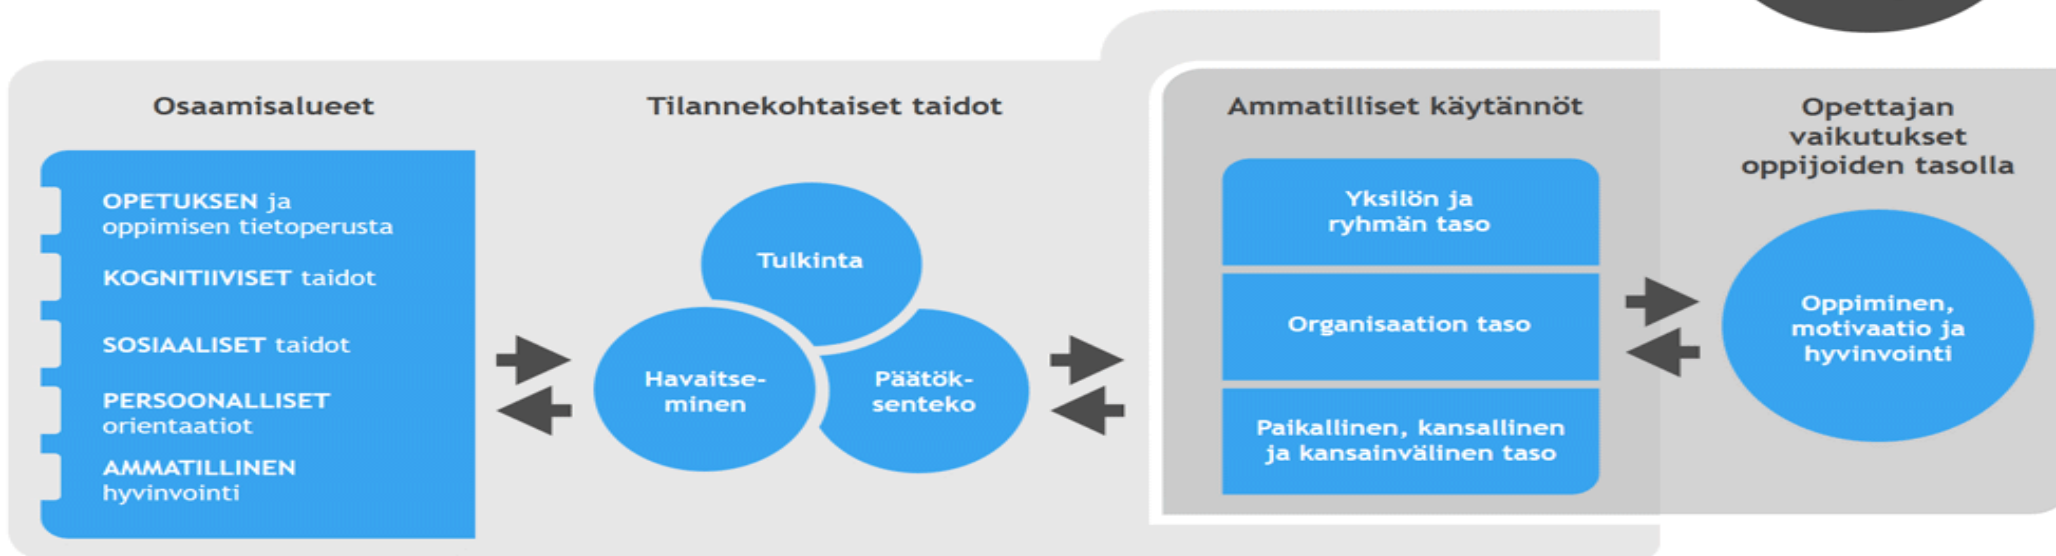 Osaamisalueet
OPETUKSEN ja
oppimisen tietoperusta
KOGNITIIVISET taidot
SOSIAALISET taidot
PERSOONALLISET
orientaatiot
AMMATILLINEN
hyvinvointi
Tilannekohtaiset taidot
Tulkinta
Havaitse-
minen
Päätök-
senteko
Ammatilliset käytännöt
Yksilön ja
ryhmän taso
Organisaation taso
Paikallinen, kansallinen
ja kansainvälinen taso
Opettajan
vaikutukset
oppijoiden tasolla
Oppiminen,
motivaatio ja
hyvinvointi